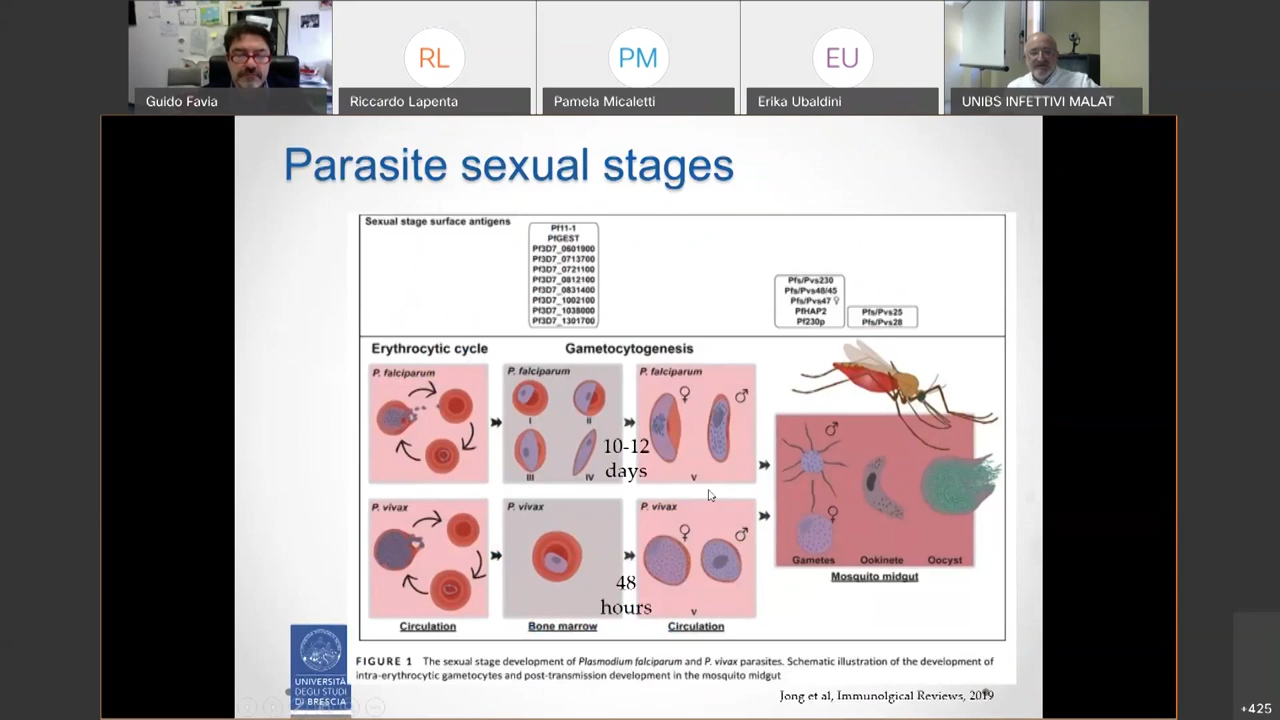 RL
PM
EU
Guido Favia
Riccardo Lapenta
Pamela Micaletti
Erika Ubaldini
UNIBS INFETTIVI MALAT
Parasite sexual stages
Sexual stage surface antigens
Pf11-1
PfGEST
Pf3D7_0601900
Pf3D7_0713700
Pf3D7_0721100
Pf3D7_0812100
Pf3D7_0831400
Pf3D7_1002100
Pf3D7_1038000
Pf3D7_1301700
Pfs/Pvs230
Pfs/Pvs48/45
Pfs/Pvs47 ♀
PfHAP2
Pf230p
Pfs/Pvs25
Pfs/Pvs28
Erythrocytic cycle
Gametocytogenesis
P. falciparum
P. falciparum
P. falciparum
♀
♂
I
II
III
IV
V
10-12
days
P. vivax
P. vivax
P. vivax
♀
♂
V
48
hours
♂
♀
Gametes
Ookinete
Oocyst
Mosquito midgut
Circulation
Bone marrow
Circulation
FIGURE 1 The sexual stage development of Plasmodium falciparum and P. vivax parasites. Schematic illustration of the development of
intra-erythrocytic gametocytes and post-transmission development in the mosquito midgut
UNIVERSITÀ
DEGLI STUDI
DI BRESCIA
Jong et al, Immunolgical Reviews, 2019
+425